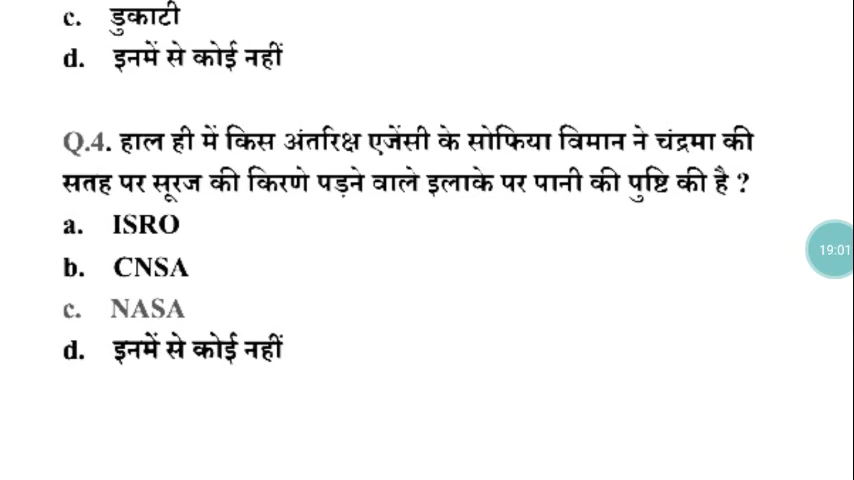 c. डुकाटी
d. इनमें से कोई नहीं
Q.4. हाल ही में किस अंतरिक्ष एजेंसी के सोफिया विमान ने चंद्रमा की
सतह पर सूरज की किरणे पड़ने वाले इलाके पर पानी की पुष्टि की है ?
a. ISRO
b. CNSA
c. NASA
d. इनमें से कोई नहीं
19:01